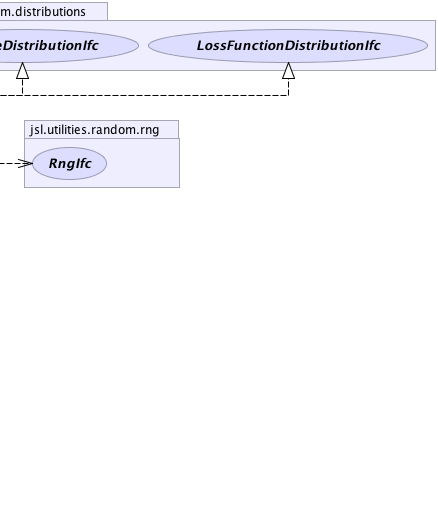 m.distributions
eDistributionIfc LossFunctionDistributionIfc
jsl.utilities.random.rng
RngIfc